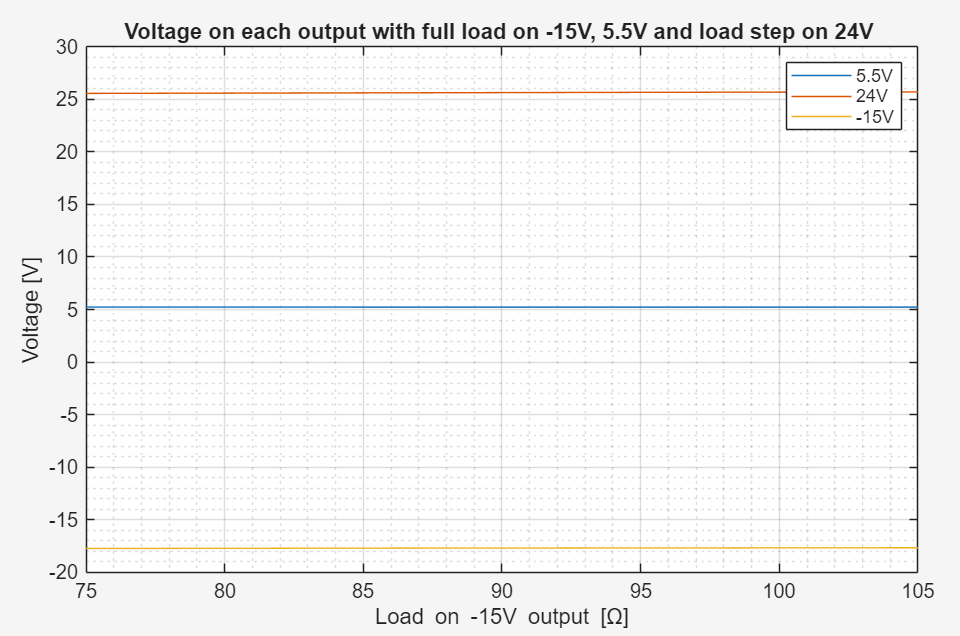 Voltage on each output with full load on -15V, 5.5V and load step on 24V
30
25
20
15
10
5
0
-5
-10
-15
-20
Voltage [V]
5.5V
24V
-15V
75 80 85 90 95 100 105
Load on -15V output [Ω]